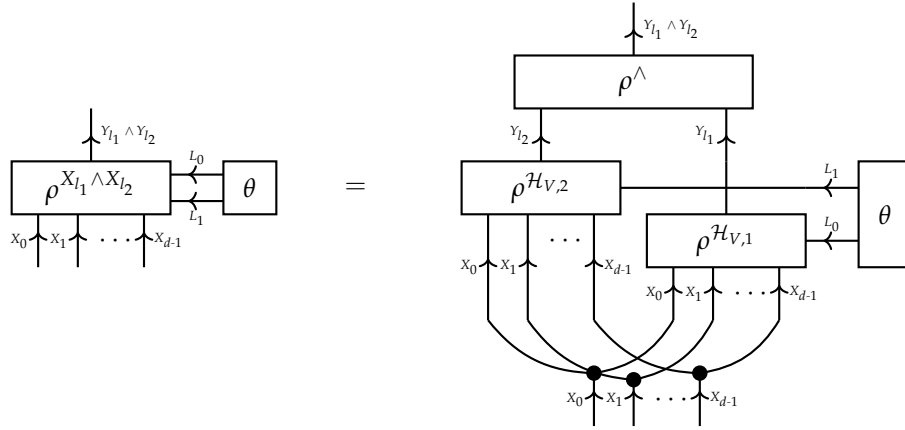 Y_{l_1} ∧ Y_{l_2}
ρ^∧
Y_{l_1} ∧ Y_{l_2} Y_{l_2} Y_{l_1}
ρ^{X_{l_1} ∧ X_{l_2}} L_0 L_1 θ = ρ^{\mathcal{H}_{V,2}} L_1 θ
X_0 X_1 · · · · X_{d-1} · · · ρ^{\mathcal{H}_{V,1}} L_0
X_0 X_1 X_{d-1} X_0 X_1 · · · · X_{d-1}
X_0 X_1 · · · · X_{d-1}